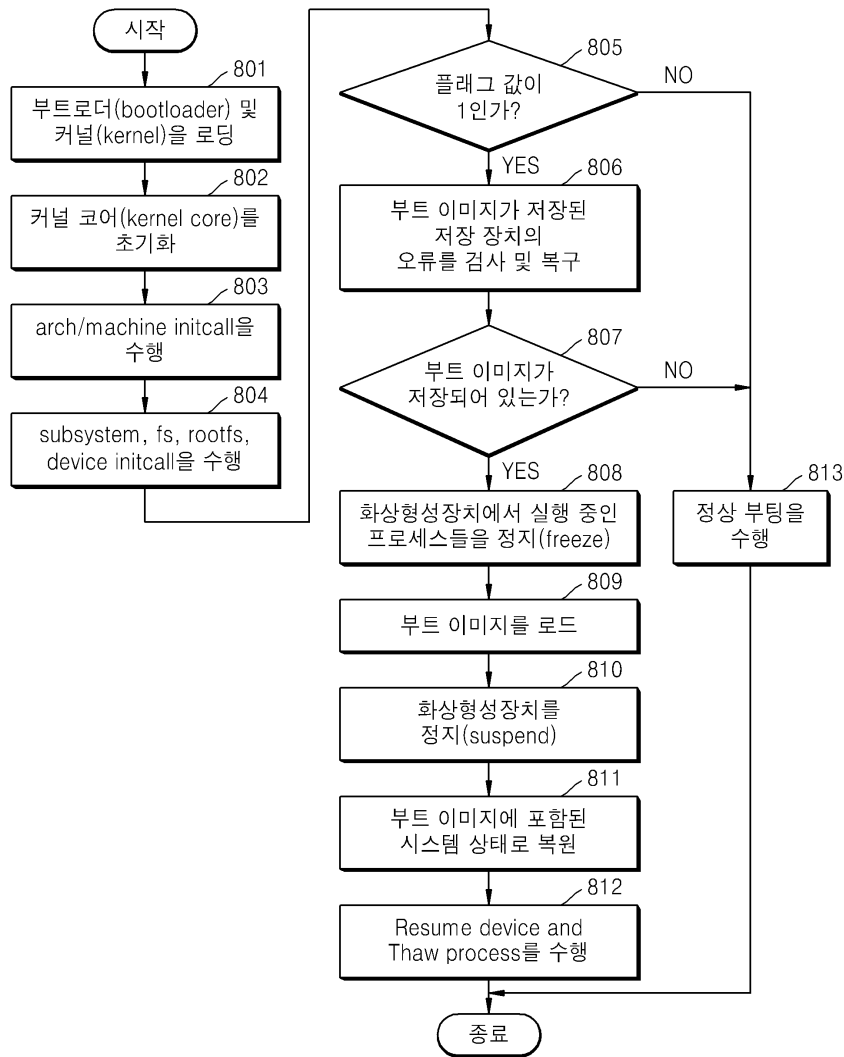 시작
801
부트로더(bootloader) 및
커널(kernel)을 로딩
802
커널 코어(kernel core)를
초기화
803
arch/machine initcall을
수행
804
subsystem, fs, rootfs,
device initcall을 수행
805
플래그 값이
1인가?
NO
YES
806
부트 이미지가 저장된
저장 장치의
오류를 검사 및 복구
807
부트 이미지가
저장되어 있는가?
NO
YES
808
화상형성장치에서 실행 중인
프로세스들을 정지(freeze)
809
부트 이미지를 로드
810
화상형성장치를
정지(suspend)
811
부트 이미지에 포함된
시스템 상태로 복원
812
Resume device and
Thaw process를 수행
813
정상 부팅을
수행
종료